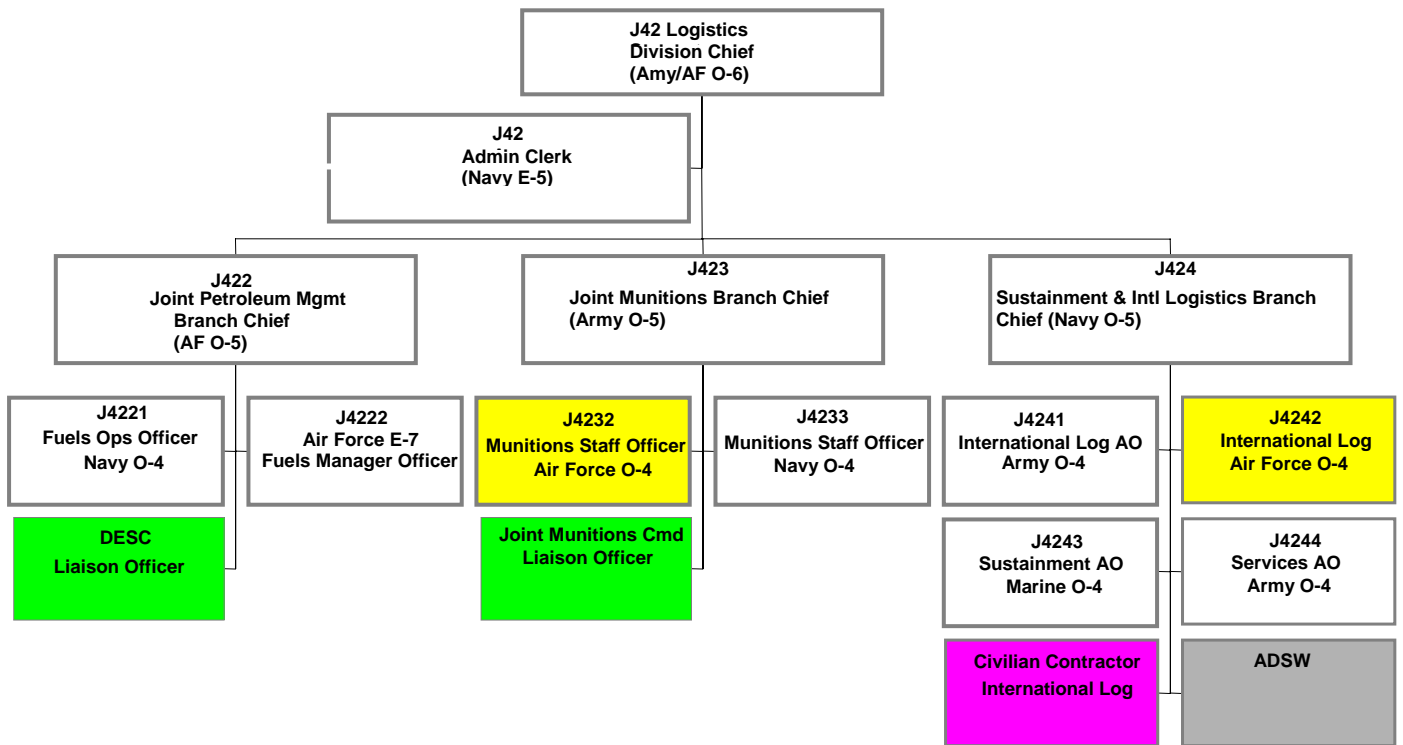 J42 Logistics
Division Chief
(Amy/AF O-6)
J42
Admin Clerk
(Navy E-5)
J422
Joint Petroleum Mgmt
Branch Chief
(AF O-5)
J423
Joint Munitions Branch Chief
(Army O-5)
J424
Sustainment & Intl Logistics Branch
Chief (Navy O-5)
J4221
Fuels Ops Officer
Navy O-4
J4222
Air Force E-7
Fuels Manager Officer
J4232
Munitions Staff Officer
Air Force O-4
J4233
Munitions Staff Officer
Navy O-4
J4241
International Log AO
Army O-4
J4242
International Log
Air Force O-4
DESC
Liaison Officer
Joint Munitions Cmd
Liaison Officer
J4243
Sustainment AO
Marine O-4
J4244
Services AO
Army O-4
Civilian Contractor
International Log
ADSW